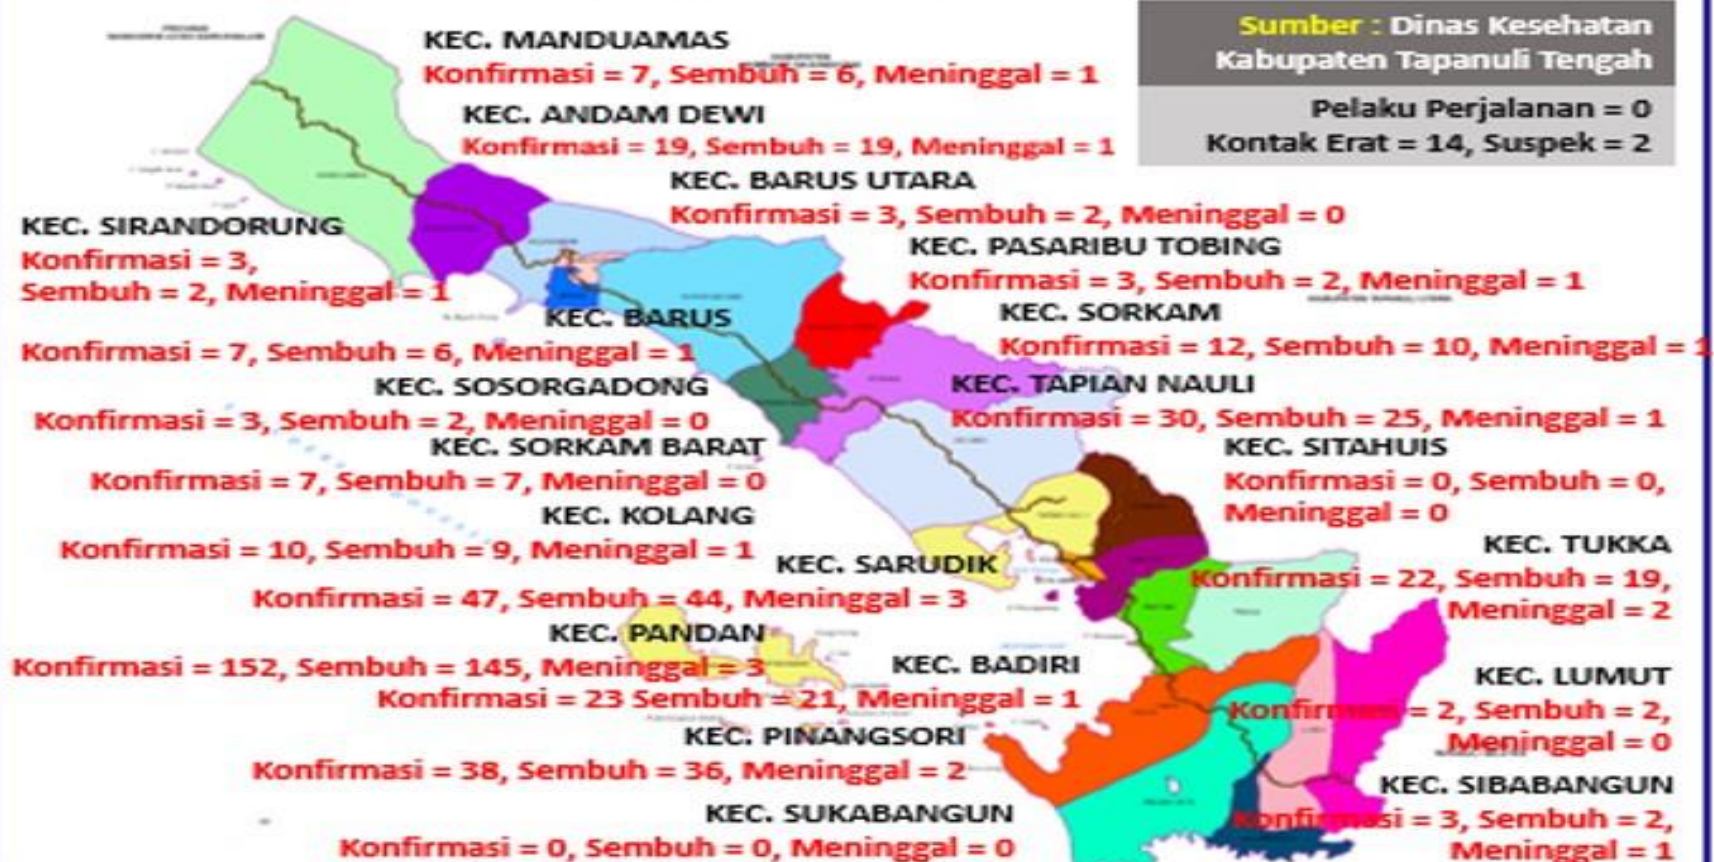 Sumber : Dinas Kesehatan
Kabupaten Tapanuli Tengah
Pelaku Perjalanan = 0
Kontak Erat = 14, Suspek = 2
KEC. MANDUAMAS
Konfirmasi = 7, Sembuh = 6, Meninggal = 1
KEC. ANDAM DEWI
Konfirmasi = 19, Sembuh = 19, Meninggal = 1
KEC. BARUS UTARA
Konfirmasi = 3, Sembuh = 2, Meninggal = 0
KEC. SIRANDORUNG
Konfirmasi = 3,
Sembuh = 2, Meninggal = 1
KEC. PASARIBU TOBING
Konfirmasi = 3, Sembuh = 2, Meninggal = 1
KEC. SORKAM
Konfirmasi = 12, Sembuh = 10, Meninggal = 1
KEC. BARUS
Konfirmasi = 7, Sembuh = 6, Meninggal = 1
KEC. TAPIAN NAULI
Konfirmasi = 30, Sembuh = 25, Meninggal = 1
KEC. SOSORGADONG
Konfirmasi = 3, Sembuh = 2, Meninggal = 0
KEC. SORKAM BARAT
Konfirmasi = 7, Sembuh = 7, Meninggal = 0
KEC. SITAHUIS
Konfirmasi = 0, Sembuh = 0,
Meninggal = 0
KEC. KOLANG
Konfirmasi = 10, Sembuh = 9, Meninggal = 1
KEC. TUKKA
Konfirmasi = 22, Sembuh = 19,
Meninggal = 2
KEC. SARUDIK
Konfirmasi = 47, Sembuh = 44, Meninggal = 3
KEC. PANDAN
Konfirmasi = 152, Sembuh = 145, Meninggal = 3
KEC. BADIRI
Konfirmasi = 23 Sembuh = 21, Meninggal = 1
KEC. LUMUT
Konfirmasi = 2, Sembuh = 2,
Meninggal = 0
KEC. PINANGSORI
Konfirmasi = 38, Sembuh = 36, Meninggal = 2
KEC. SIBABANGUN
Konfirmasi = 3, Sembuh = 2,
Meninggal = 1
KEC. SUKABANGUN
Konfirmasi = 0, Sembuh = 0, Meninggal = 0